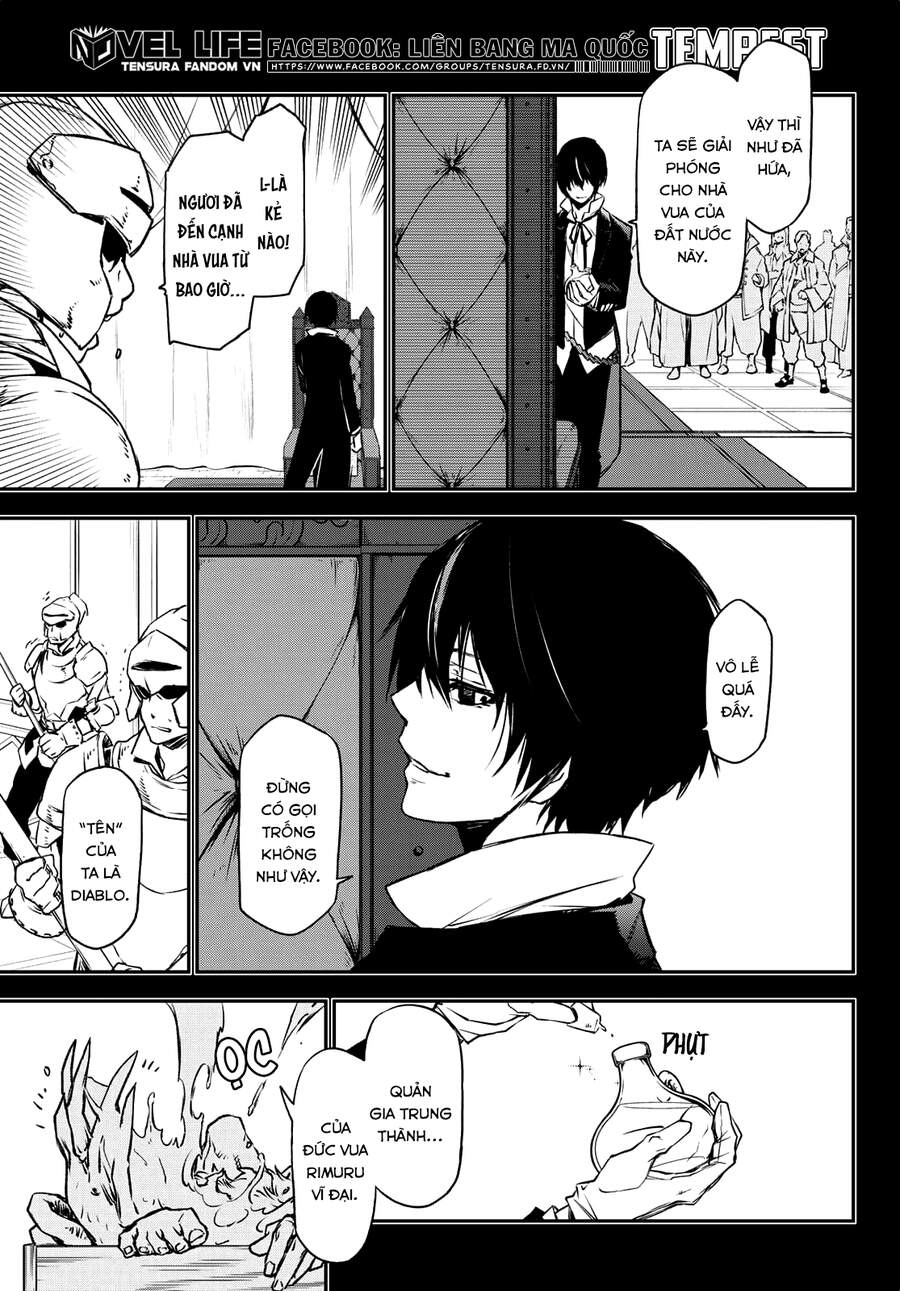 NOVEL LIFE
TENSURA FANDOM VN
FACEBOOK: LIÊN BANG MA QUỐC
HTTPS://WWW.FACEBOOK.COM/GROUPS/TENSURA.FD.VN/
TEMPEST
VẬY THÌ
NHƯ ĐÃ
HỨA,
TA SẼ GIẢI
PHÓNG
CHO NHÀ
VUA CỦA
ĐẤT NƯỚC
NÀY.
L-LÀ
KẺ
NÀO!
NGƯƠI ĐÃ
ĐẾN CẠNH
NHÀ VUA TỪ
BAO GIỜ...
VÔ LỄ
QUÁ
ĐẤY.
ĐỪNG
CÓ GỌI
TRỐNG
KHÔNG
NHƯ VẬY.
“TÊN”
CỦA
TA LÀ
DIABLO.
PHỰT
QUẢN
GIA TRUNG
THÀNH...
CỦA
ĐỨC VUA
RIMURU
VĨ ĐẠI.
ỌC